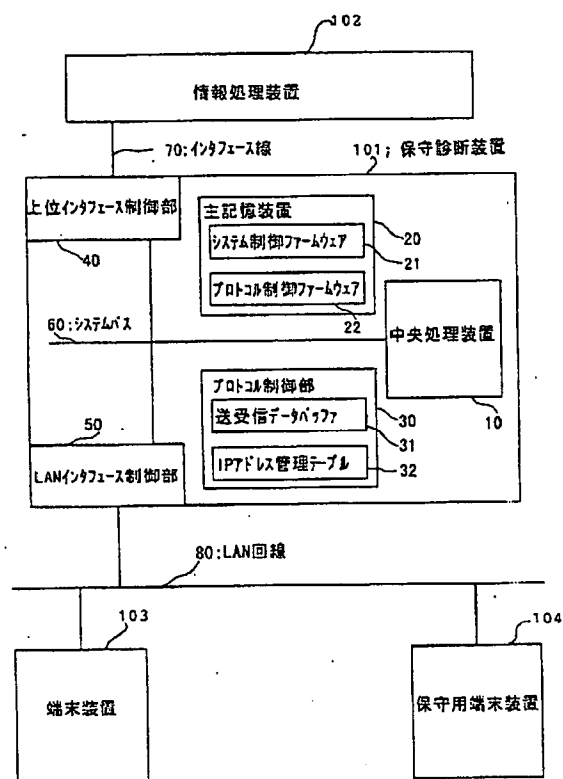 102
情報処理装置
70:インタフェース線
101;保守診断装置
上位インタフェース制御部
40
主記憶装置
20
システム制御ファームウェア
21
プロトコル制御ファームウェア
22
60:システムバス
中央処理装置
10
プロトコル制御部
30
送受信データバッファ
31
IPアドレス管理テーブル
32
50
LANインタフェース制御部
80:LAN回線
103
端末装置
104
保守用端末装置